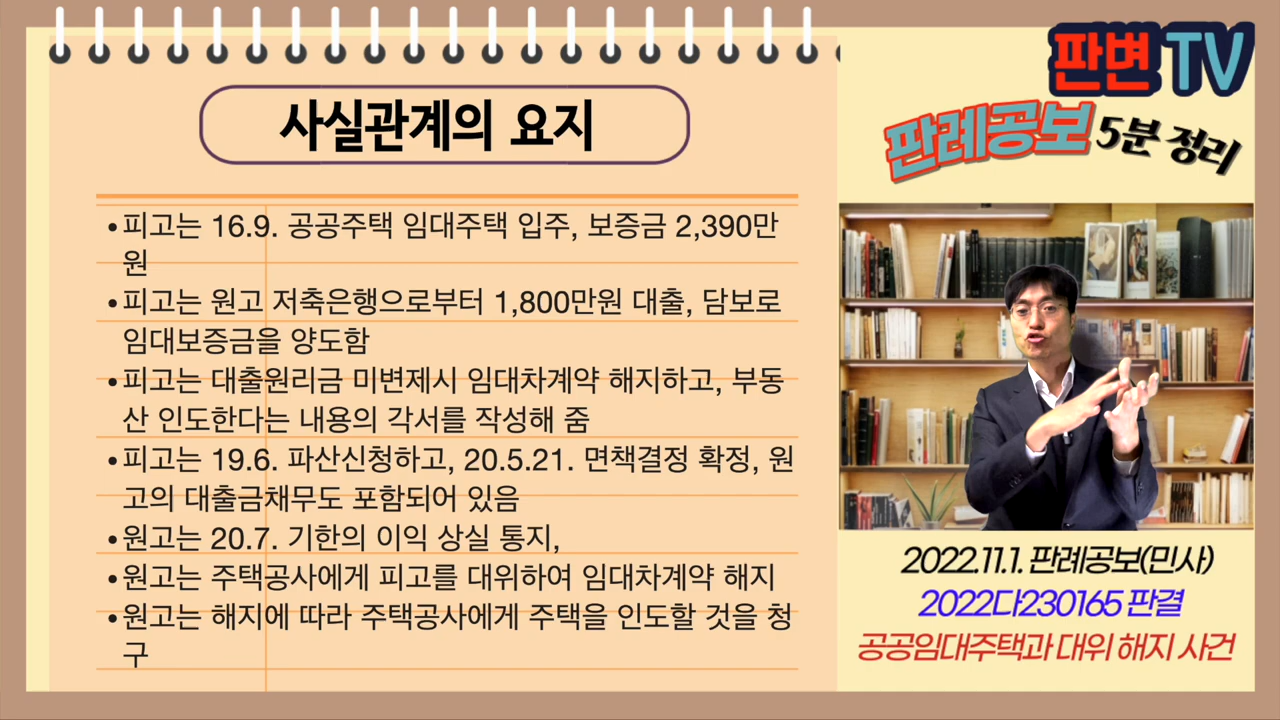 판변 TV
판례공보 5분 정리
사실관계의 요지
•피고는 16.9. 공공주택 임대주택 입주, 보증금 2,390만
원
•피고는 원고 저축은행으로부터 1,800만원 대출, 담보로
임대보증금을 양도함
•피고는 대출원리금 미변제시 임대차계약 해지하고, 부동
산 인도한다는 내용의 각서를 작성해 줌
•피고는 19.6. 파산신청하고, 20.5.21. 면책결정 확정, 원
고의 대출금채무도 포함되어 있음
•원고는 20.7. 기한의 이익 상실 통지,
•원고는 주택공사에게 피고를 대위하여 임대차계약 해지
•원고는 해지에 따라 주택공사에게 주택을 인도할 것을 청
구
2022.11.1. 판례공보(민사)
2022다230165 판결
공공임대주택과 대위 해지 사건